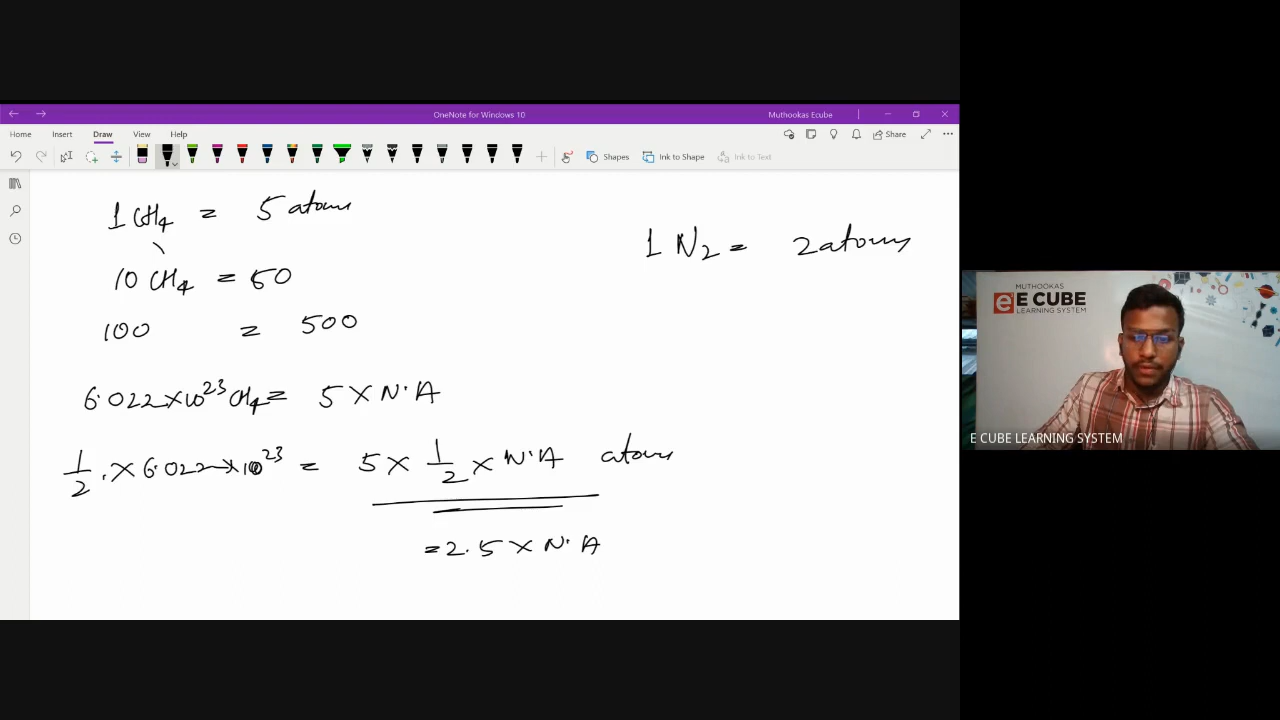 OneNote for Windows 10
Muthookas Ecube
Home Insert Draw View Help
Share
Shapes Ink to Shape Ink to Text
1 CH4 = 5 atoms
10 CH4 = 50
100 = 500
6.022×10^23 CH4 = 5 × N.A
1/2 . × 6.022×10^23 = 5 × 1/2 × N.A atoms
= 2.5 × N.A
1 N2 = 2 atoms
MUTHOOKAS
e E CUBE
LEARNING SYSTEM
E CUBE LEARNING SYSTEM